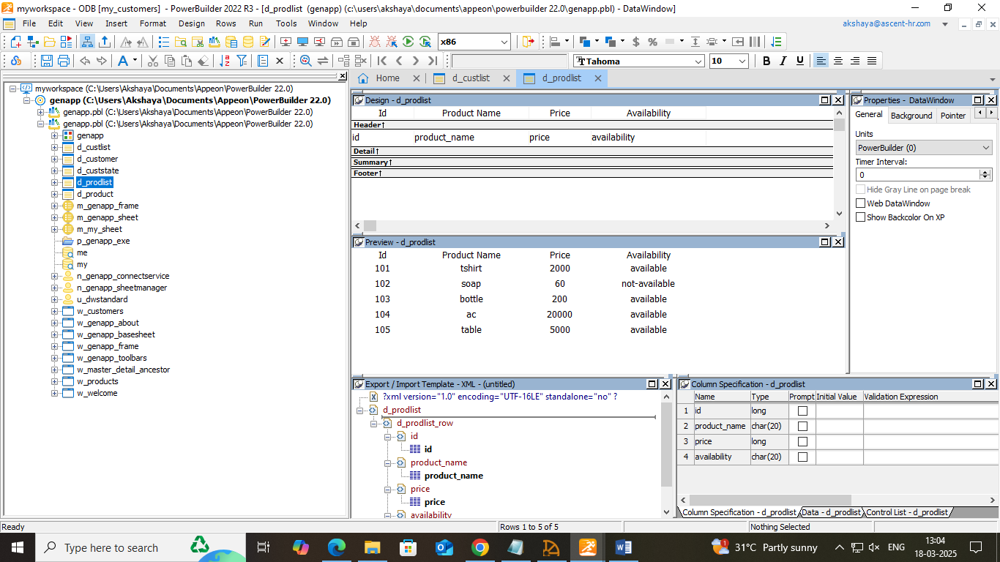 myworkspace - ODB [my_customers]  - PowerBuilder 2022 R3 - [d_prodlist  (genapp) (c:\users\akshaya\documents\appeon\powerbuilder 22.0\genapp.pbl) - DataWindow]
File Edit View Insert Format Design Rows Run Tools Window Help akshaya@ascent-hr.com
x86
Tahoma 10 B I U
myworkspace (C:\Users\Akshaya\Documents\Appeon\PowerBuilder 22.0)
genapp (C:\Users\Akshaya\Documents\Appeon\PowerBuilder 22.0)
genapp.pbl (C:\Users\Akshaya\Documents\Appeon\PowerBuilder 22.0)
genapp.pbl (C:\Users\Akshaya\Documents\Appeon\PowerBuilder 22.0)
genapp
d_custlist
d_customer
d_custstate
d_prodlist
d_product
m_genapp_frame
m_genapp_sheet
m_my_sheet
p_genapp_exe
me
my
n_genapp_connectservice
n_genapp_sheetmanager
u_dwstandard
w_customers
w_genapp_about
w_genapp_basesheet
w_genapp_frame
w_genapp_toolbars
w_master_detail_ancestor
w_products
w_welcome
Home d_custlist d_prodlist
Design - d_prodlist
Id Product Name Price Availability
Header↑
id product_name price availability
Detail↑
Summary↑
Footer↑
Preview - d_prodlist
Id Product Name Price Availability
101 tshirt 2000 available
102 soap 60 not-available
103 bottle 200 available
104 ac 20000 available
105 table 5000 available
Properties - DataWindow
General Background Pointer
Units
PowerBuilder (0)
Timer Interval:
0
Hide Gray Line on page break
Web DataWindow
Show Backcolor On XP
Export / Import Template - XML - (untitled)
?xml version="1.0" encoding="UTF-16LE" standalone="no" ?
d_prodlist
d_prodlist_row
id
id
product_name
product_name
price
price
availability
Column Specification - d_prodlist
Name Type Prompt Initial Value Validation Expression
1 id long
2 product_name char(20)
3 price long
4 availability char(20)
Column Specification - d_prodlist Data - d_prodlist Control List - d_prodlist
Ready Rows 1 to 5 of 5 Nothing Selected
Type here to search 31°C Partly sunny ENG 13:04
18-03-2025